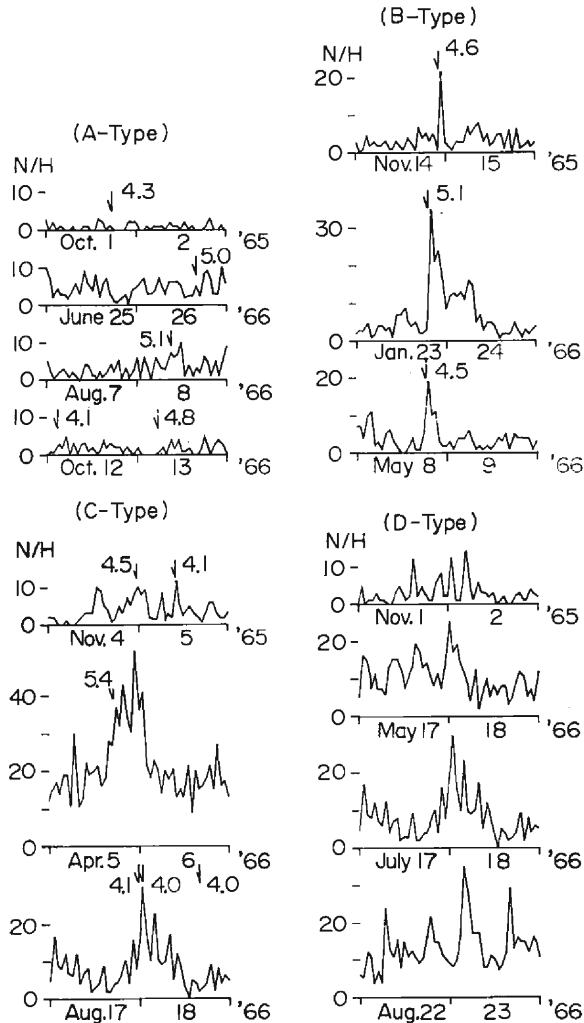 (A-Type)
N/H
10
0
4.3
Oct. 1 2 '65
10
0
5.0
June 25 26 '66
10
0
5.1
Aug. 7 8 '66
10
0
4.1 4.8
Oct. 12 13 '66
(B-Type)
N/H
20
0
4.6
Nov. 14 15 '65
30
0
5.1
Jan. 23 24 '66
20
0
4.5
May 8 9 '66
(C-Type)
N/H
10
0
4.5 4.1
Nov. 4 5 '65
40
20
0
5.4
Apr. 5 6 '66
20
0
4.1 4.0 4.0
Aug. 17 18 '66
(D-Type)
N/H
10
0
Nov. 1 2 '65
20
0
May 17 18 '66
20
0
July 17 18 '66
20
0
Aug. 22 23 '66